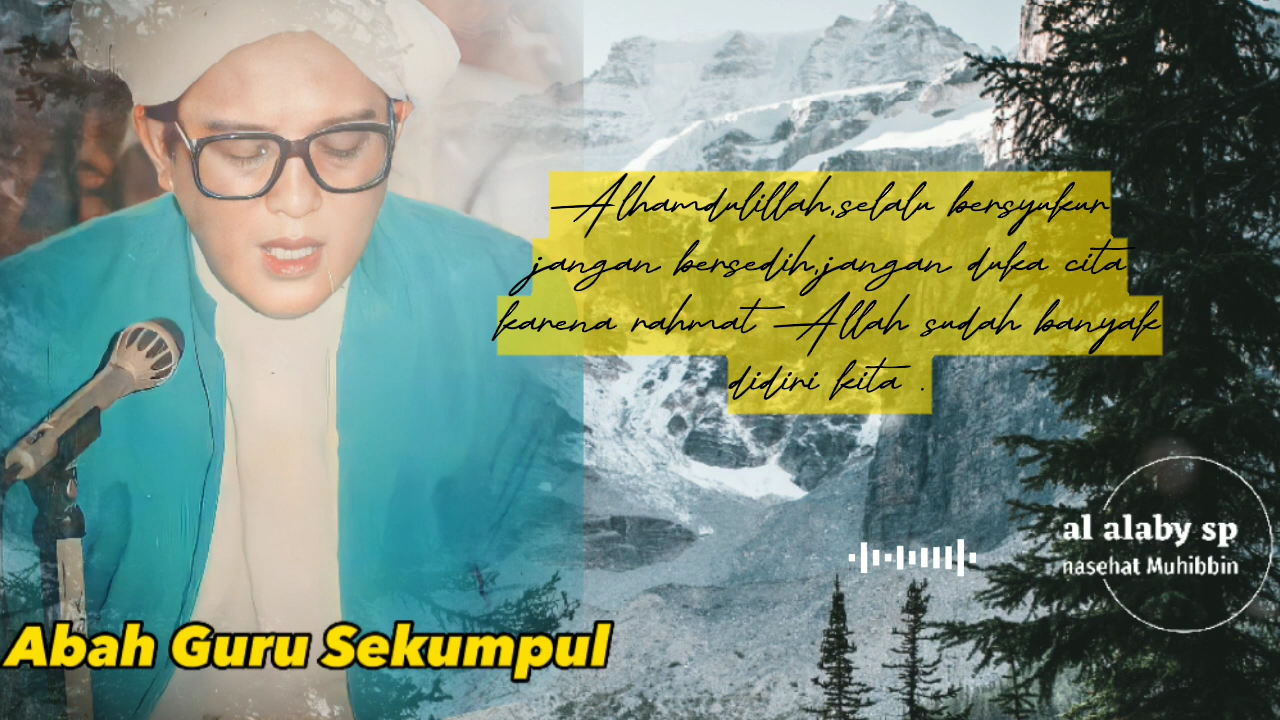 Alhamdulillah,selalu bersyukur
jangan bersedih,jangan duka cita
karena rahmat Allah sudah banyak
didiri kita .
al alaby sp
nasehat Muhibbin
Abah Guru Sekumpul